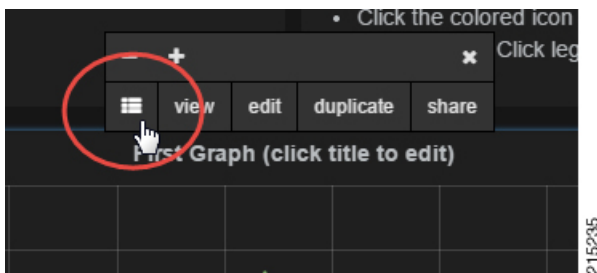 • Click the colored icon
Click leg
− + ×
view edit duplicate share
First Graph (click title to edit)
215235